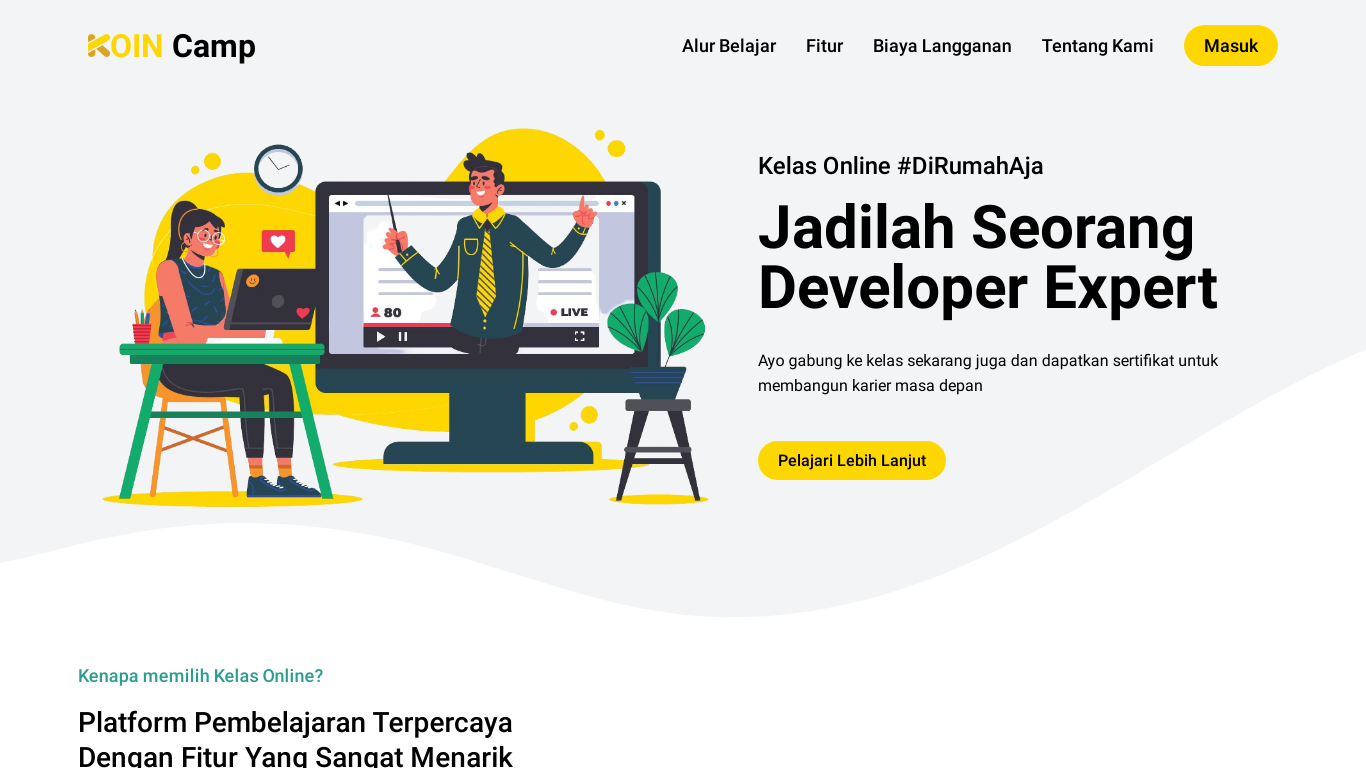 KOIN Camp
Alur Belajar
Fitur
Biaya Langganan
Tentang Kami
Masuk
80
LIVE
Kelas Online #DiRumahAja
Jadilah Seorang
Developer Expert
Ayo gabung ke kelas sekarang juga dan dapatkan sertifikat untuk
membangun karier masa depan
Pelajari Lebih Lanjut
Kenapa memilih Kelas Online?
Platform Pembelajaran Terpercaya
Dengan Fitur Yang Sangat Menarik